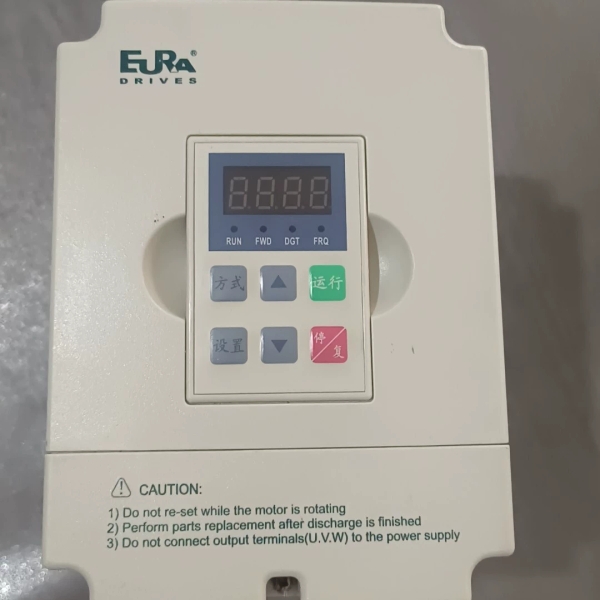 EURA®
DRIVES
RUN FWD DGT FRQ
方式 运行
设置 停/复
CAUTION:
1) Do not re-set while the motor is rotating
2) Perform parts replacement after discharge is finished
3) Do not connect output terminals(U.V.W) to the power supply